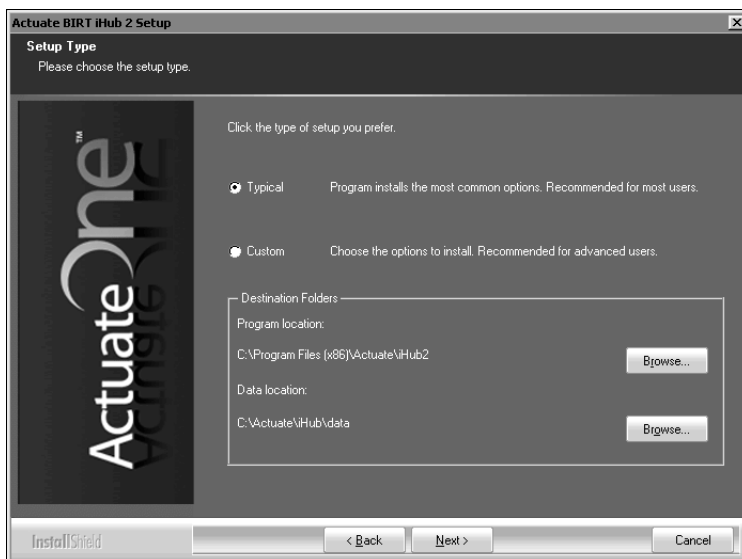 Actuate BIRT iHub 2 Setup
Setup Type
Please choose the setup type.
ActuateOne™
Click the type of setup you prefer.
Typical Program installs the most common options. Recommended for most users.
Custom Choose the options to install. Recommended for advanced users.
Destination Folders
Program location:
C:\Program Files (x86)\Actuate\iHub2
Browse...
Data location:
C:\Actuate\iHub\data
Browse...
InstallShield
< Back
Next >
Cancel